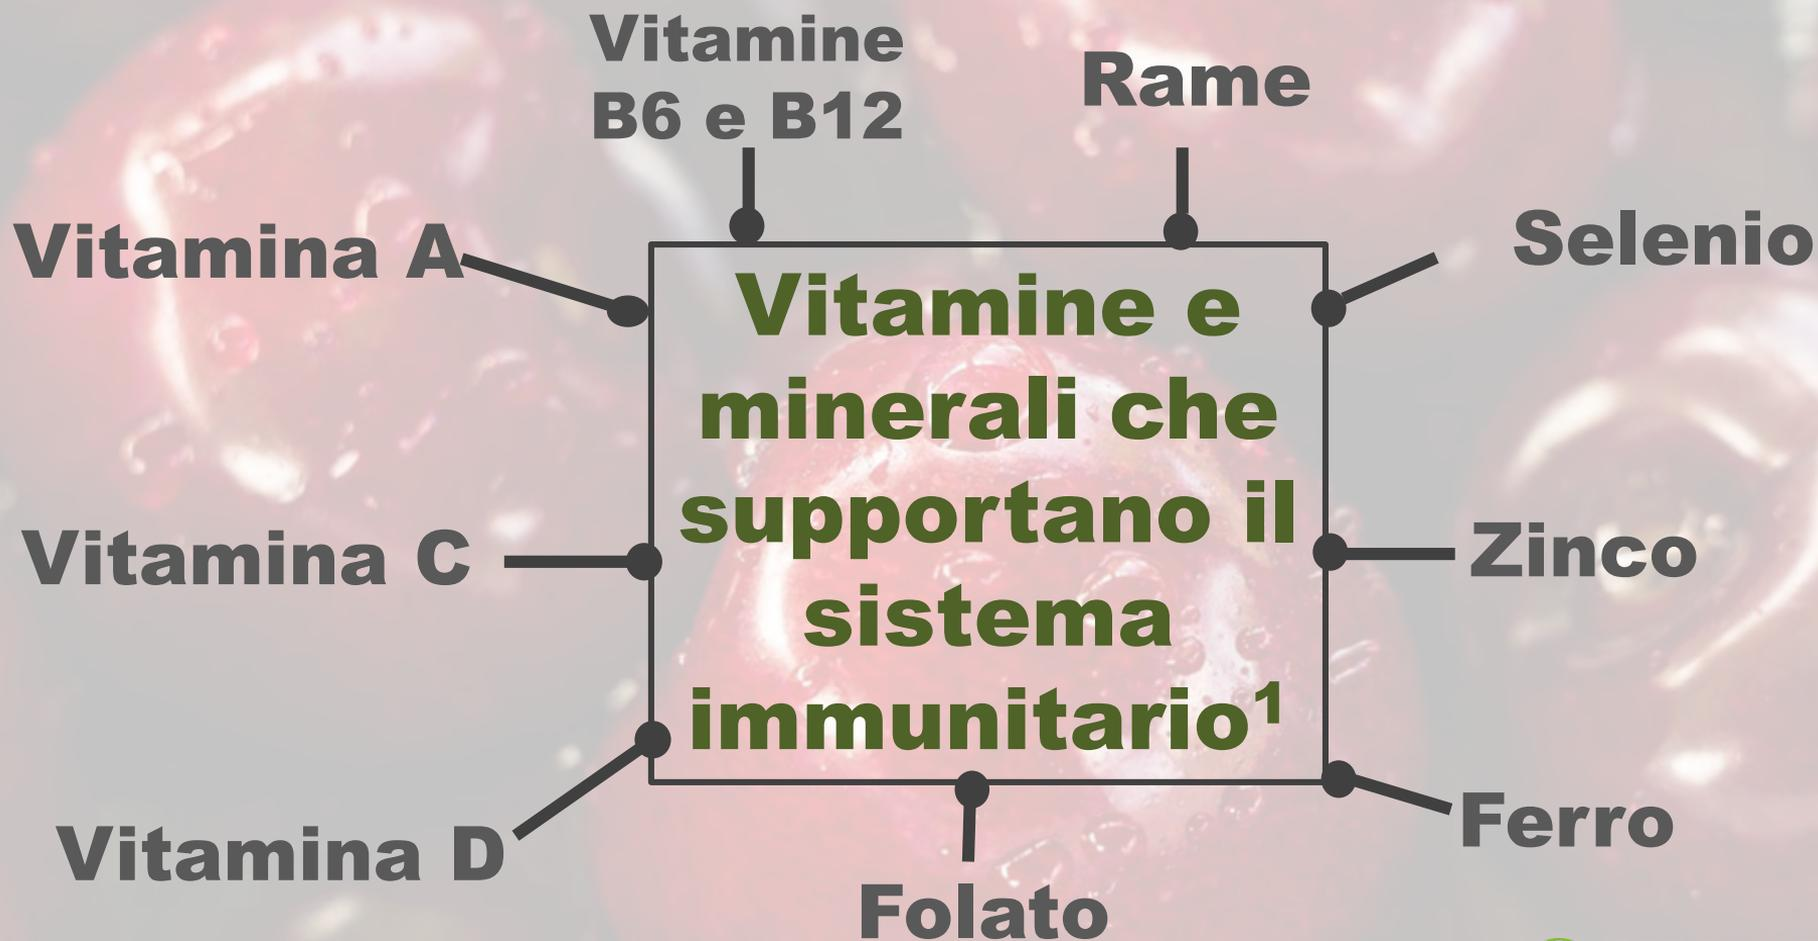 Vitamine
B6 e B12
Rame
Vitamina A
Selenio
Vitamine e
minerali che
supportano il
sistema
immunitario¹
Vitamina C
Zinco
Vitamina D
Ferro
Folato